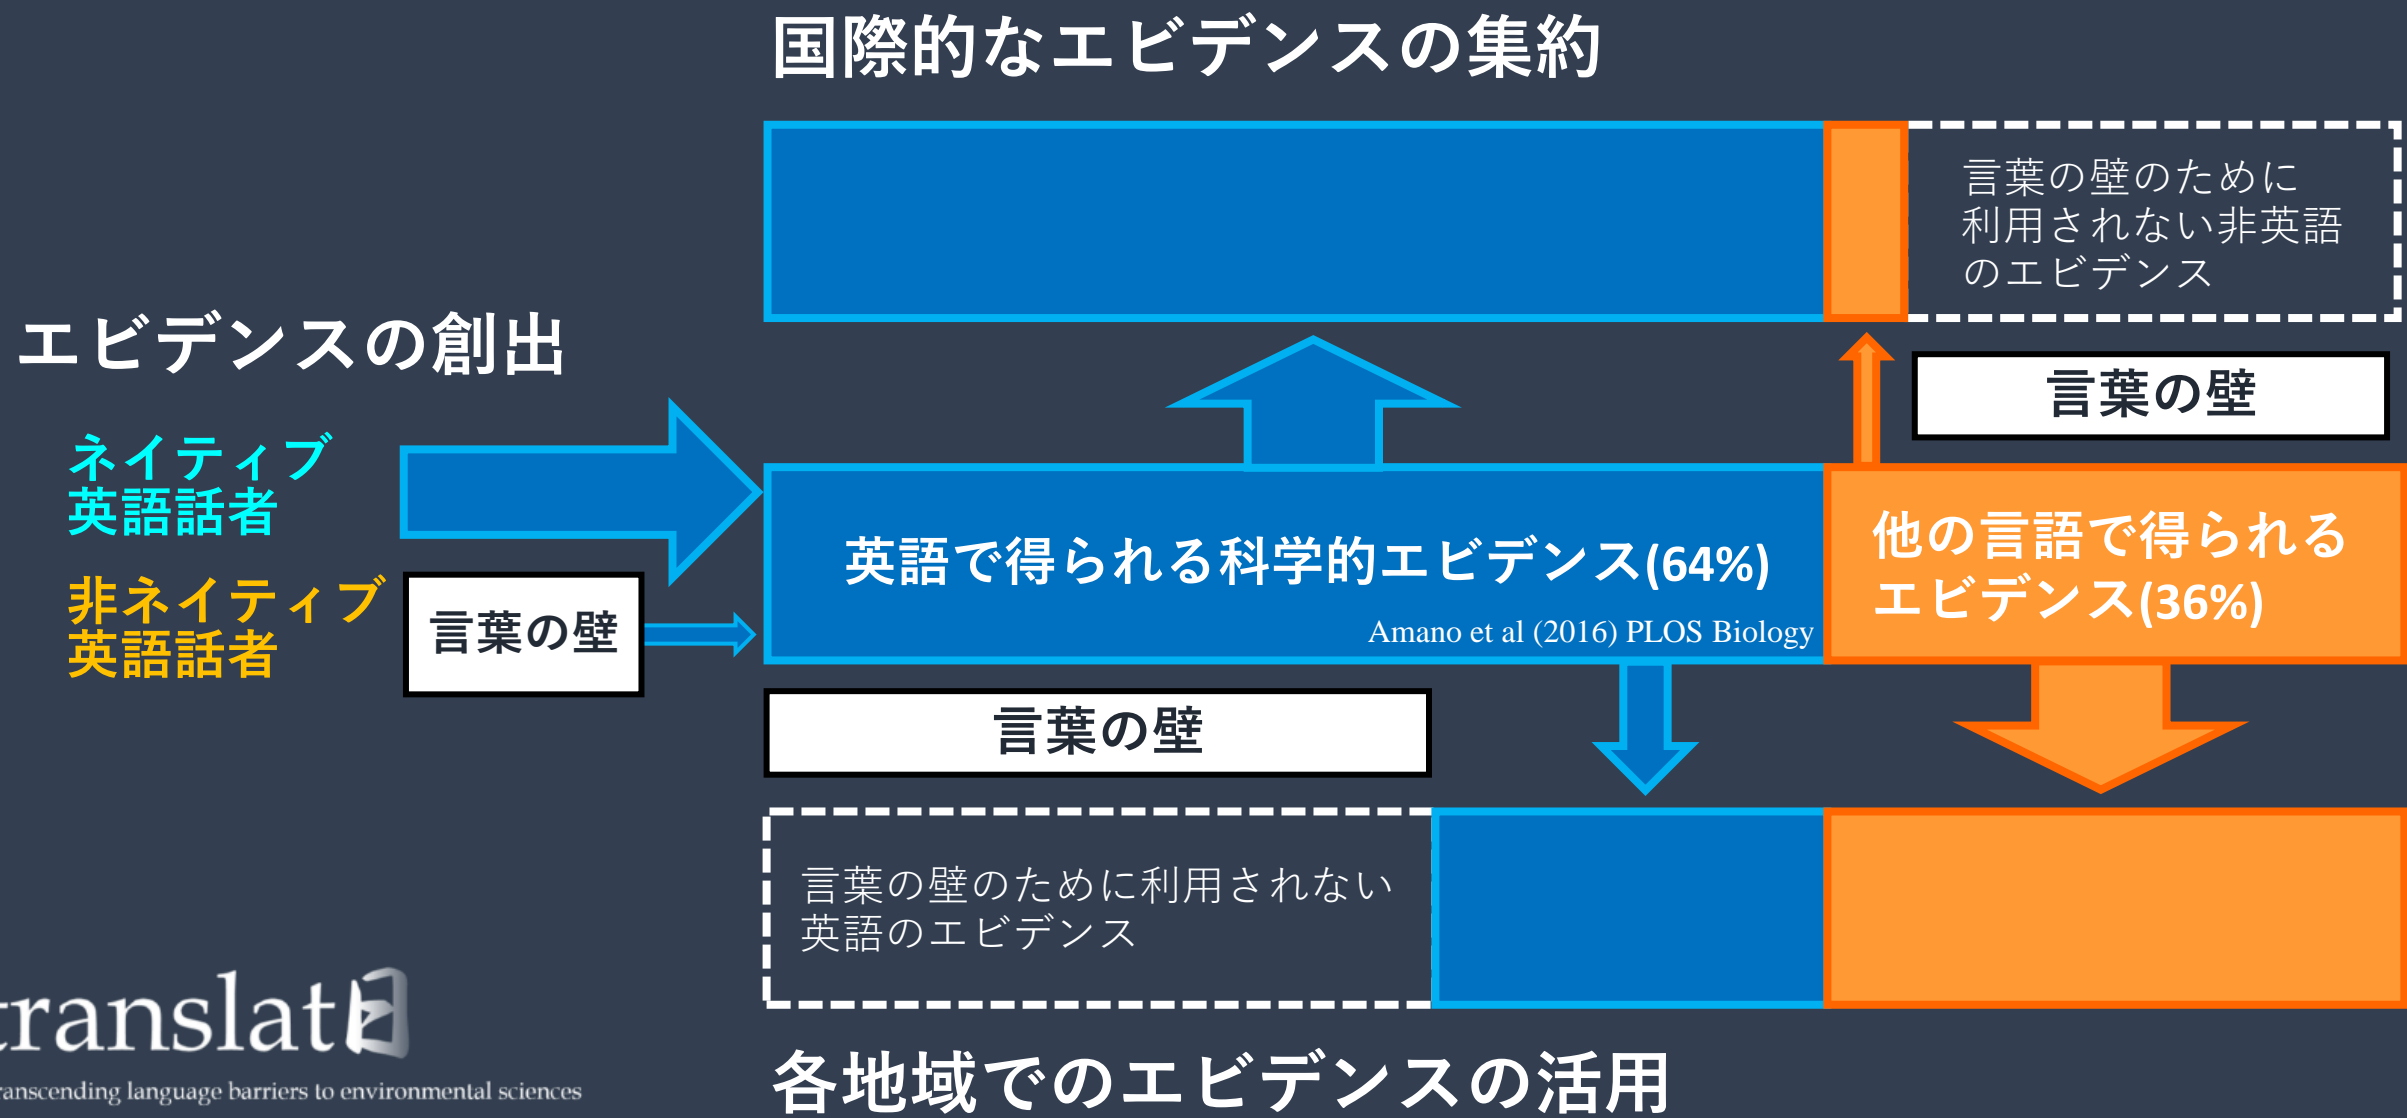 国際的なエビデンスの集約
言葉の壁のために
利用されない非英語
のエビデンス
エビデンスの創出
言葉の壁
ネイティブ
英語話者
英語で得られる科学的エビデンス(64%)
Amano et al (2016) PLOS Biology
他の言語で得られる
エビデンス(36%)
非ネイティブ
英語話者
言葉の壁
言葉の壁
言葉の壁のために利用されない
英語のエビデンス
各地域でのエビデンスの活用
translatE
ranscending language barriers to environmental sciences